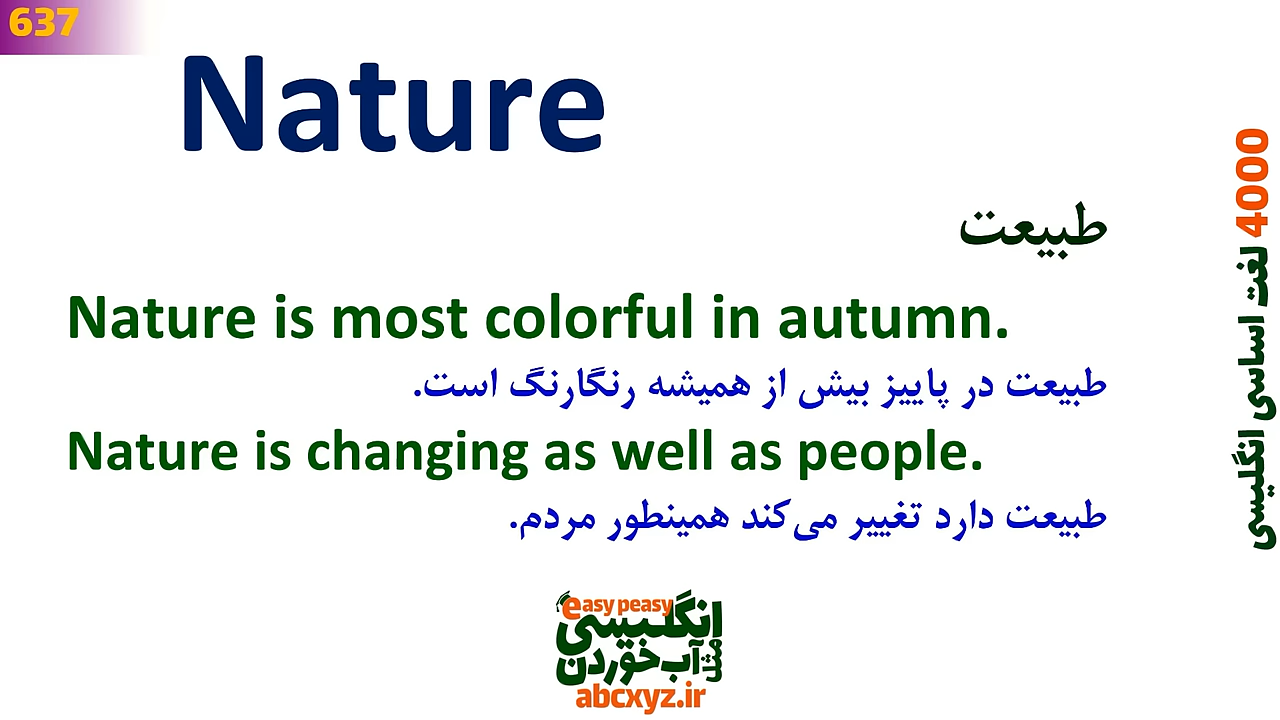 637
Nature
طبیعت
Nature is most colorful in autumn.
طبیعت در پاییز بیش از همیشه رنگارنگ است.
Nature is changing as well as people.
طبیعت دارد تغییر می‌کند همینطور مردم.
4000 لغت اساسی انگلیسی
easy peasy
انگلیسی
مثل آب خوردن
abcxyz.ir